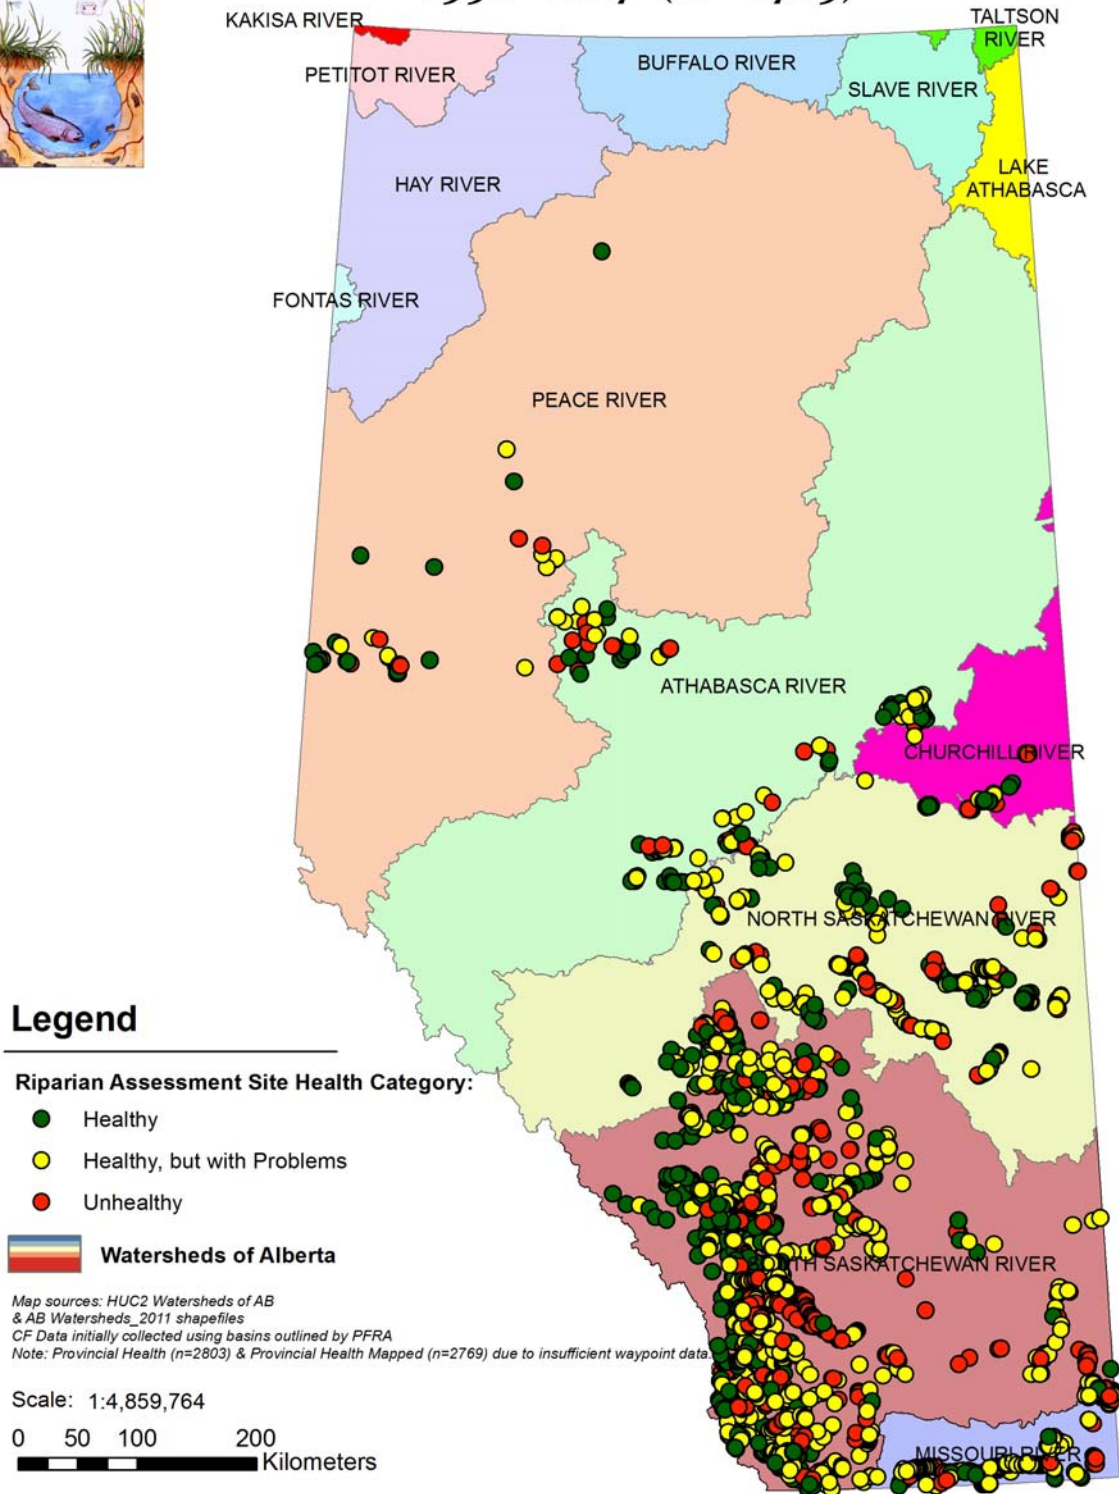 KAKISA RIVER
TALTSON
RIVER
PETITOT RIVER
BUFFALO RIVER
SLAVE RIVER
HAY RIVER
LAKE
ATHABASCA
FONTAS RIVER
PEACE RIVER
ATHABASCA RIVER
CHURCHILL RIVER
NORTH SASKATCHEWAN RIVER
SASKATCHEWAN RIVER
MISSOURI RIVER
Legend
Riparian Assessment Site Health Category:
Healthy
Healthy, but with Problems
Unhealthy
Watersheds of Alberta
Map sources: HUC2 Watersheds of AB
& AB Watersheds_2011 shapefiles
CF Data initially collected using basins outlined by PFRA
Note: Provincial Health (n=2803) & Provincial Health Mapped (n=2769) due to insufficient waypoint data.
Scale: 1:4,859,764
0 50 100 200
Kilometers